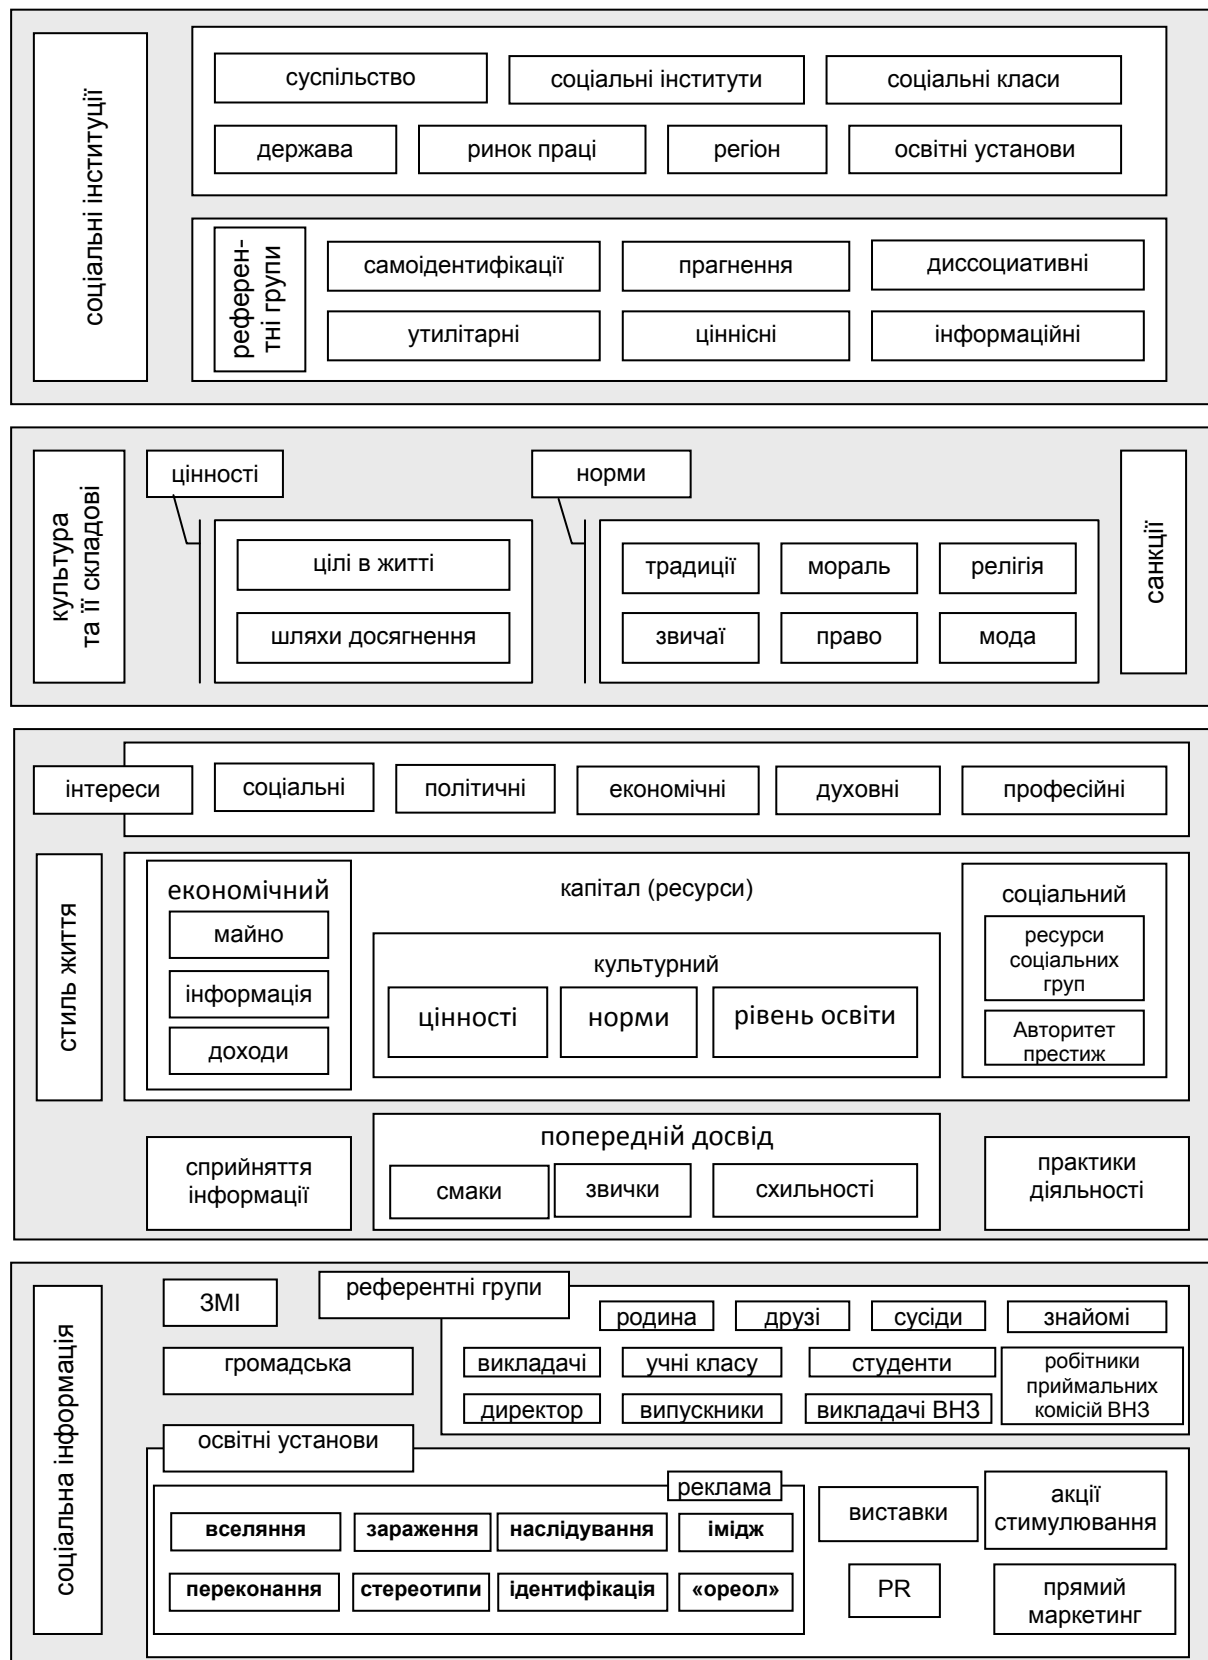 соціальні інституції
суспільство
соціальні інститути
соціальні класи
держава
ринок праці
регіон
освітні установи
референ-
тні групи
самоідентифікації
прагнення
диссоциативні
утилітарні
ціннісні
інформаційні
культура
та її складові
цінності
цілі в житті
шляхи досягнення
норми
традиції
мораль
релігія
звичаї
право
мода
санкції
інтереси
соціальні
політичні
економічні
духовні
професійні
стиль життя
економічний
майно
інформація
доходи
капітал (ресурси)
культурний
цінності
норми
рівень освіти
соціальний
ресурси
соціальних
груп
Авторитет
престиж
сприйняття
інформації
попередній досвід
смаки
звички
схильності
практики
діяльності
соціальна інформація
ЗМІ
громадська
референтні групи
родина
друзі
сусіди
знайомі
викладачі
учні класу
студенти
робітники
приймальних
комісій ВНЗ
директор
випускники
викладачі ВНЗ
освітні установи
реклама
вселяння
зараження
наслідування
імідж
переконання
стереотипи
ідентифікація
«ореол»
виставки
акції
стимулювання
PR
прямий
маркетинг